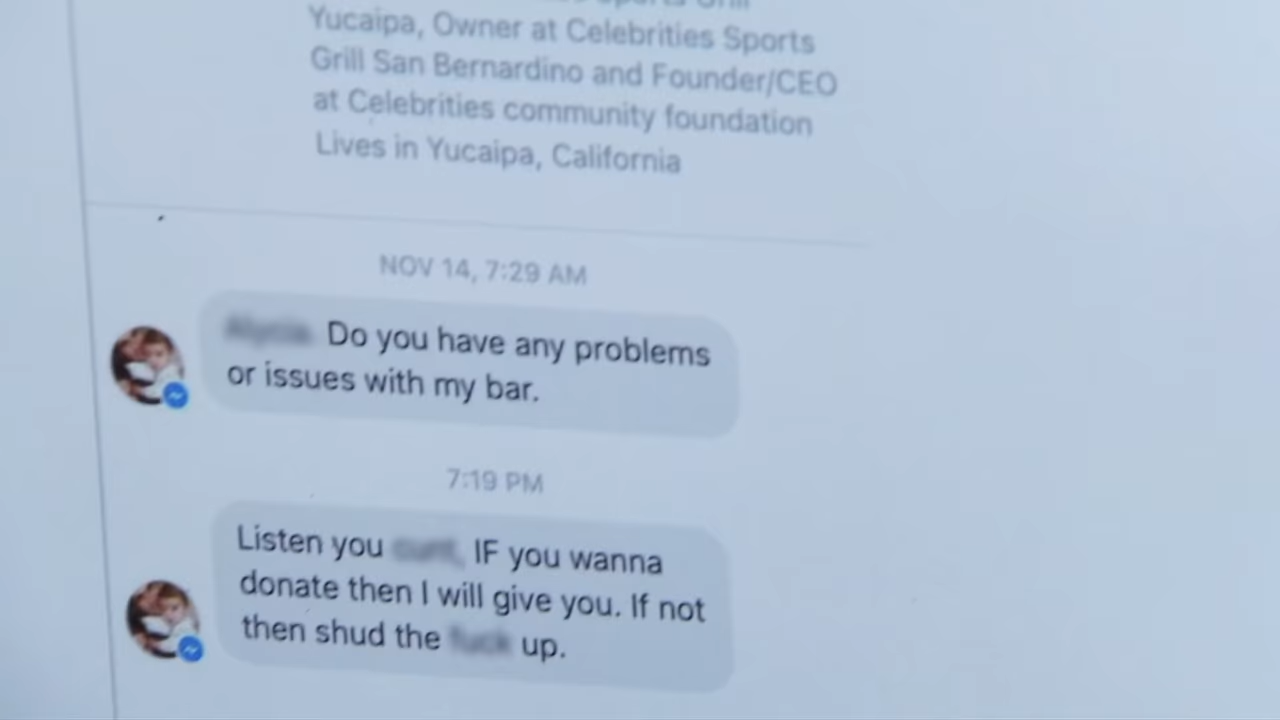 Yucaipa, Owner at Celebrities Sports
Grill San Bernardino and Founder/CEO
at Celebrities community foundation
Lives in Yucaipa, California
NOV 14, 7:29 AM
Do you have any problems
or issues with my bar.
7:19 PM
Listen you IF you wanna
donate then I will give you. If not
then shud the up.